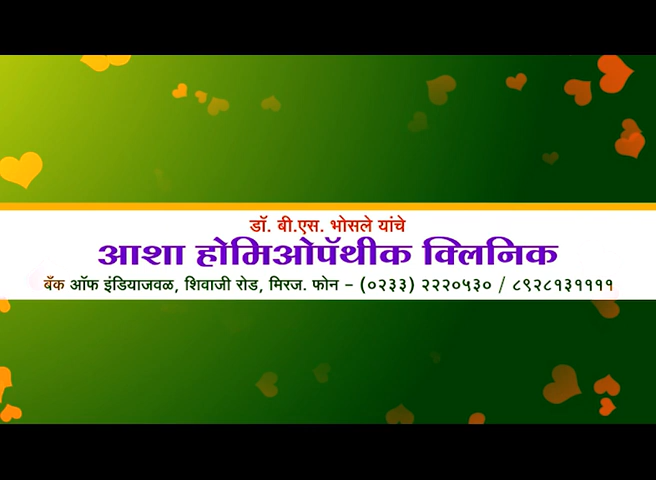 डॉ. बी.एस. भोसले यांचे
आशा होमिओपॅथीक क्लिनिक
बँक ऑफ इंडियाजवळ, शिवाजी रोड, मिरज. फोन – (०२३३) २२२०५३० / ८९२८१३११११